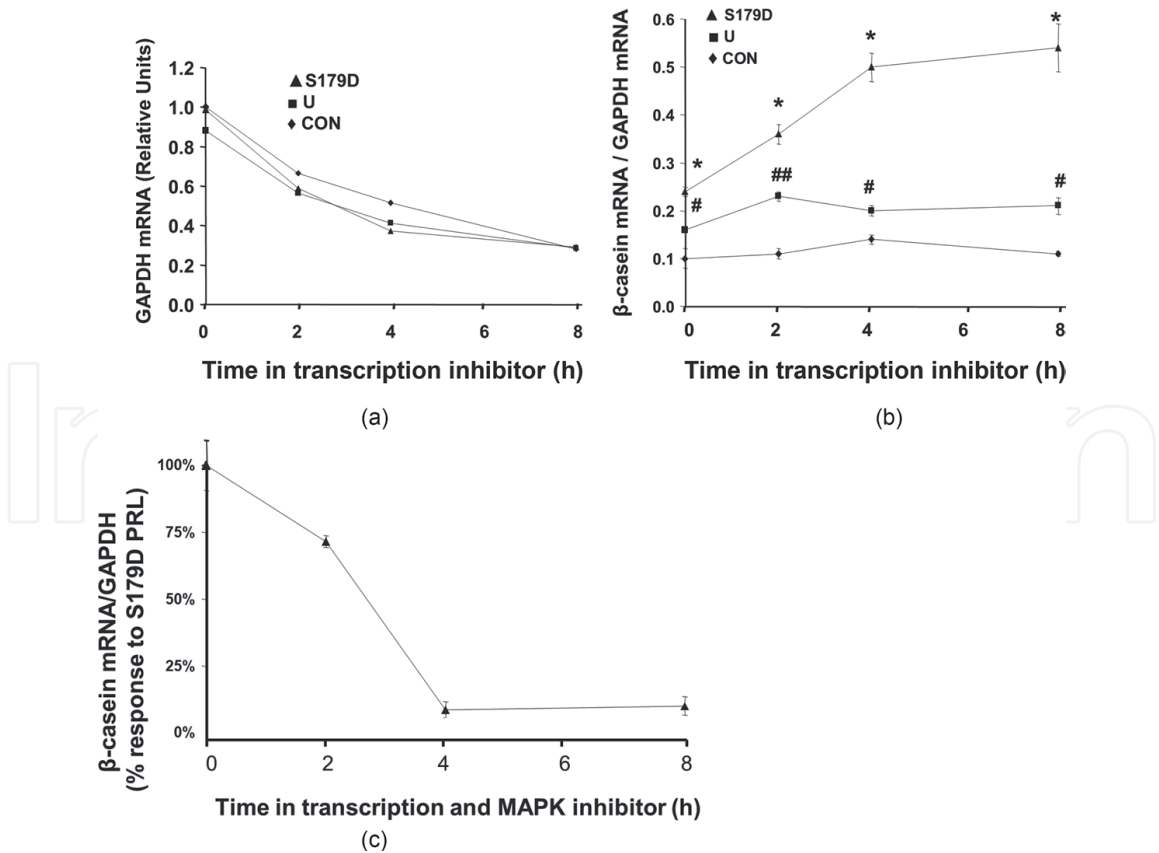 GAPDH mRNA (Relative Units)
1.2
1.0
0.8
0.6
0.4
0.2
0.0
S179D
U
CON
0 2 4 6 8
Time in transcription inhibitor (h)
(a)
β-casein mRNA / GAPDH mRNA
0.6
0.5
0.4
0.3
0.2
0.1
0.0
S179D
U
CON
* * * *
# ## # #
0 2 4 6 8
Time in transcription inhibitor (h)
(b)
β-casein mRNA/GAPDH
(% response to S179D PRL)
100%
75%
50%
25%
0%
0 2 4 6 8
Time in transcription and MAPK inhibitor (h)
(c)